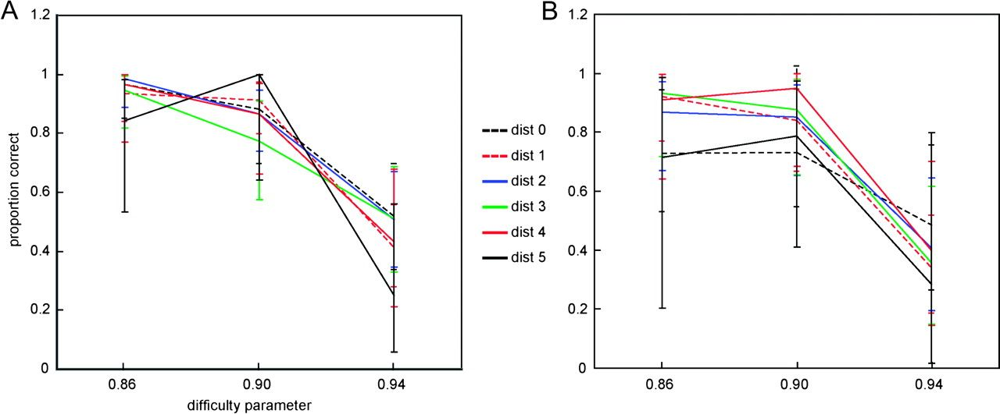 A
1.2
1
0.8
0.6
0.4
0.2
0
proportion correct
0.86 0.90 0.94
difficulty parameter
dist 0
dist 1
dist 2
dist 3
dist 4
dist 5
B
1.2
1
0.8
0.6
0.4
0.2
0
0.86 0.90 0.94